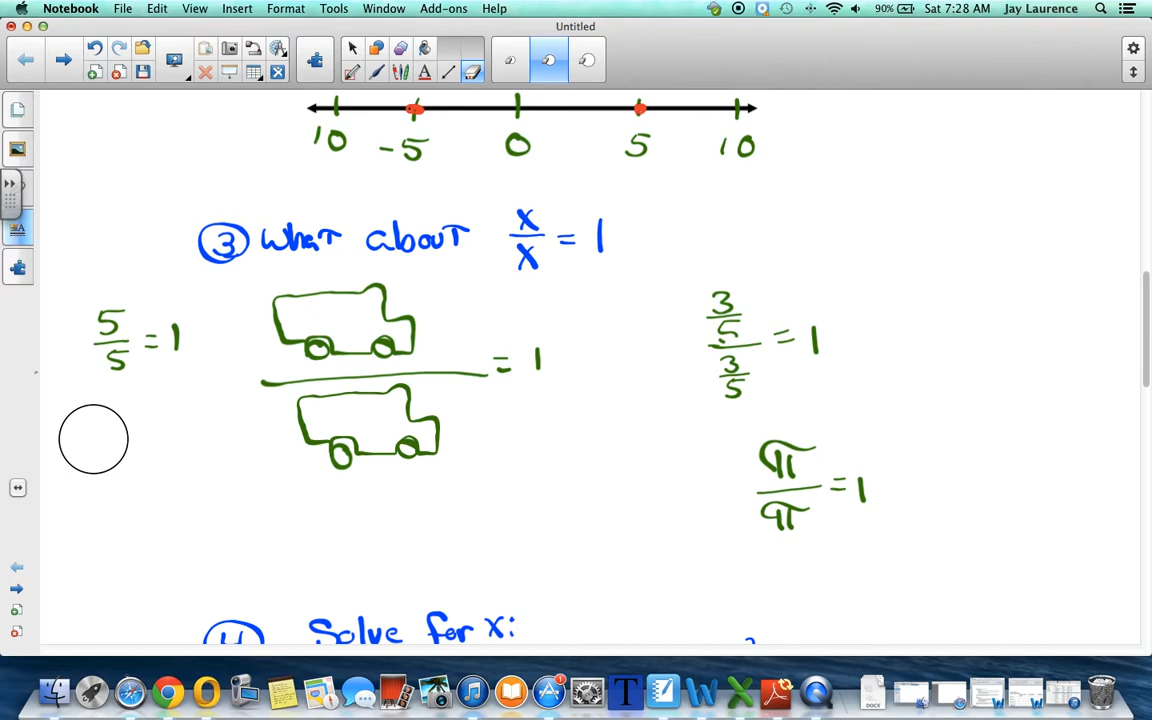 Notebook File Edit View Insert Format Tools Window Add-ons Help 90% Sat 7:28 AM Jay Laurence
Untitled
10 -5 0 5 10
③ What about x/x = 1
5/5 = 1
= 1
3/5 / 3/5 = 1
π/π = 1
4 Solve for x: